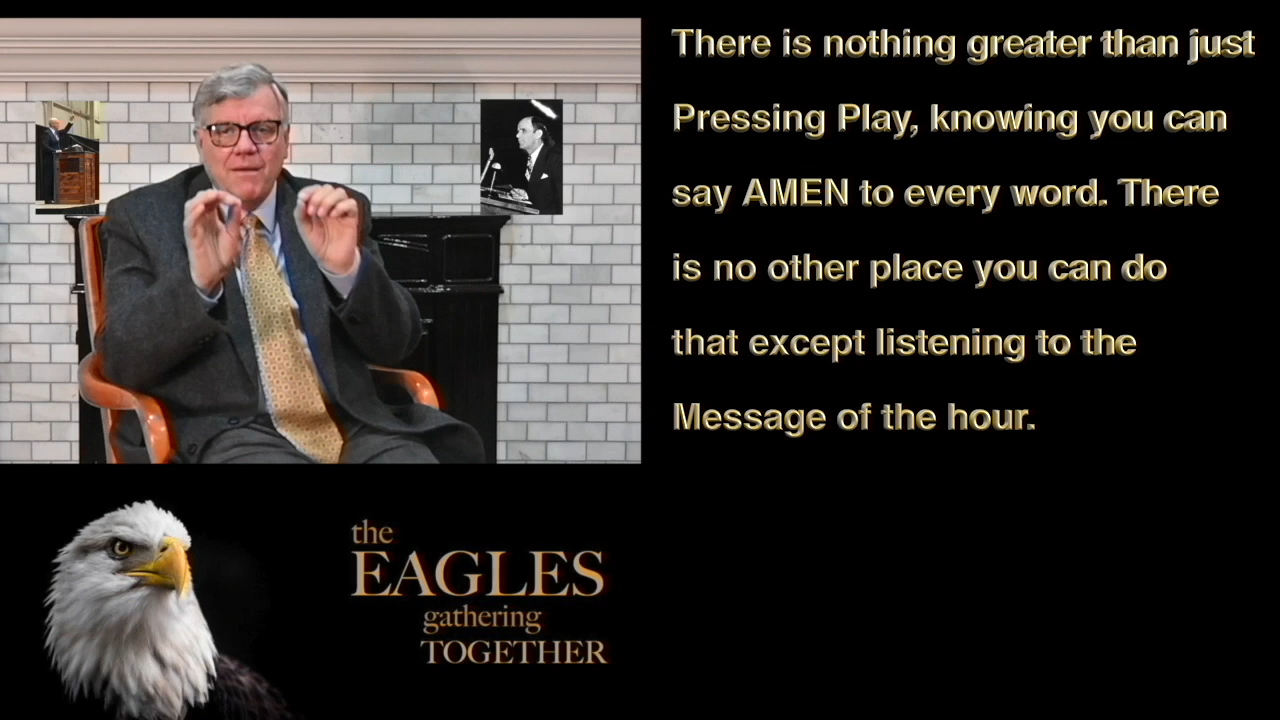 There is nothing greater than just
Pressing Play, knowing you can
say AMEN to every word. There
is no other place you can do
that except listening to the
Message of the hour.
the
EAGLES
gathering
TOGETHER